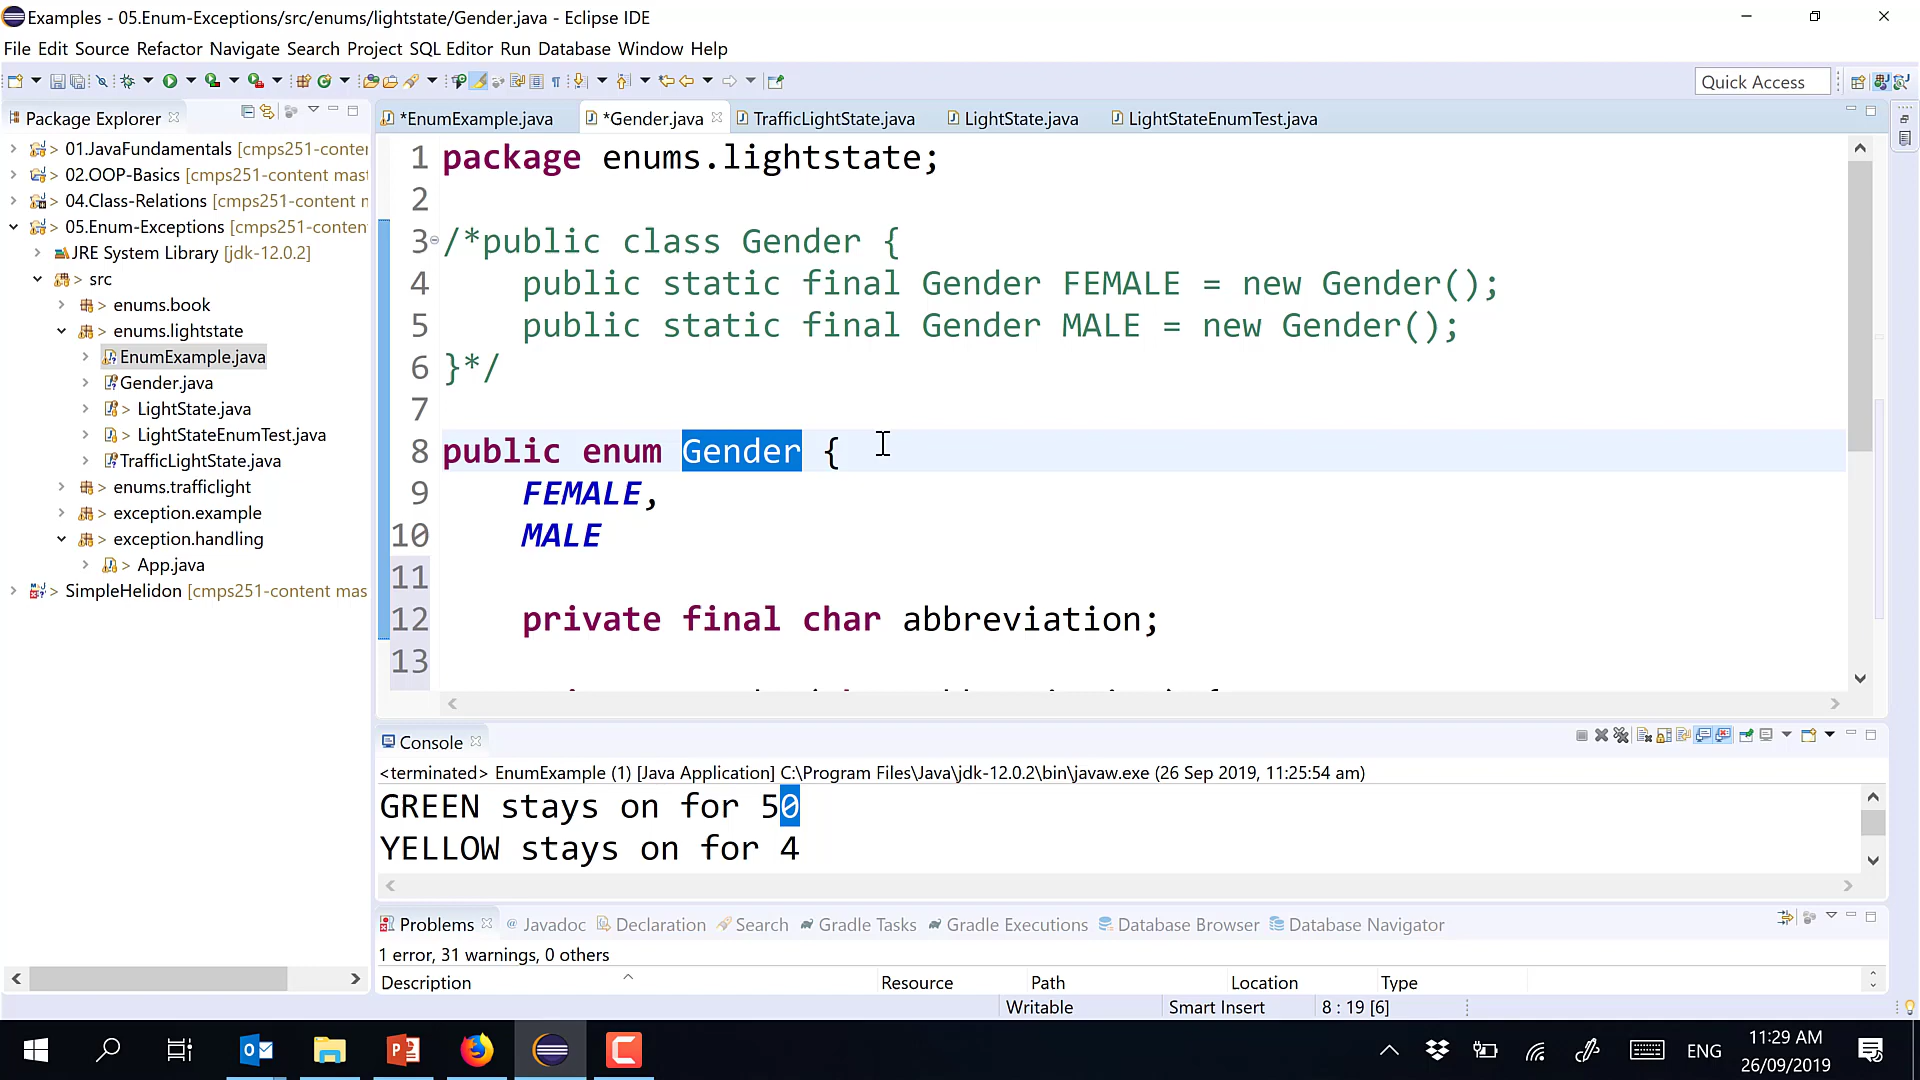 Examples - 05.Enum-Exceptions/src/enums/lightstate/Gender.java - Eclipse IDE
File Edit Source Refactor Navigate Search Project SQL Editor Run Database Window Help
Quick Access
Package Explorer
*EnumExample.java
*Gender.java
TrafficLightState.java
LightState.java
LightStateEnumTest.java
> 01.JavaFundamentals [cmps251-conter
> 02.OOP-Basics [cmps251-content mast
> 04.Class-Relations [cmps251-content m
> 05.Enum-Exceptions [cmps251-conten
JRE System Library [jdk-12.0.2]
> src
> enums.book
> enums.lightstate
EnumExample.java
Gender.java
> LightState.java
> LightStateEnumTest.java
TrafficLightState.java
> enums.trafficlight
> exception.example
> exception.handling
> App.java
> SimpleHelidon [cmps251-content mas
1 package enums.lightstate;
2
3 /*public class Gender {
4 public static final Gender FEMALE = new Gender();
5 public static final Gender MALE = new Gender();
6 }*/
7
8 public enum Gender {
9 FEMALE,
10 MALE
11
12 private final char abbreviation;
13
Console
<terminated> EnumExample (1) [Java Application] C:\Program Files\Java\jdk-12.0.2\bin\javaw.exe (26 Sep 2019, 11:25:54 am)
GREEN stays on for 50
YELLOW stays on for 4
Problems @ Javadoc Declaration Search Gradle Tasks Gradle Executions Database Browser Database Navigator
1 error, 31 warnings, 0 others
Description Resource Path Location Type
Writable Smart Insert 8 : 19 [6]
ENG
11:29 AM
26/09/2019